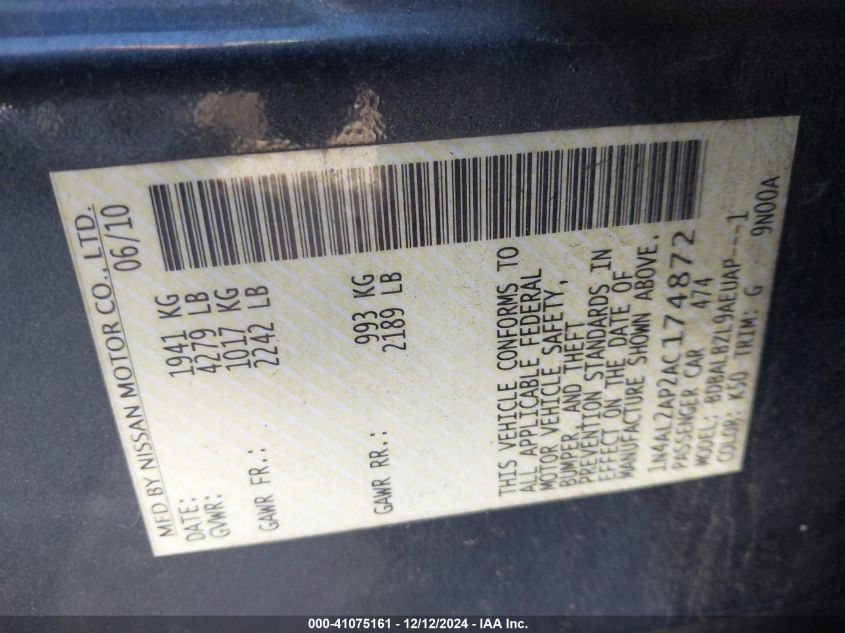 MFD BY NISSAN MOTOR CO., LTD.
DATE: 06/10
GVWR: 1941 KG
4279 LB
GAWR FR.: 1017 KG
2242 LB
GAWR RR.: 993 KG
2189 LB
THIS VEHICLE CONFORMS TO
ALL APPLICABLE FEDERAL
MOTOR VEHICLE SAFETY,
BUMPER, AND THEFT
PREVENTION STANDARDS IN
EFFECT ON THE DATE OF
MANUFACTURE SHOWN ABOVE.
1N4AL2AP2AC174872
PASSENGER CAR 474
MODEL: BDBALBZL9AEUAP---1
COLOR: K50 TRIM: G 9N00A
000-41075161 - 12/12/2024 - IAA Inc.